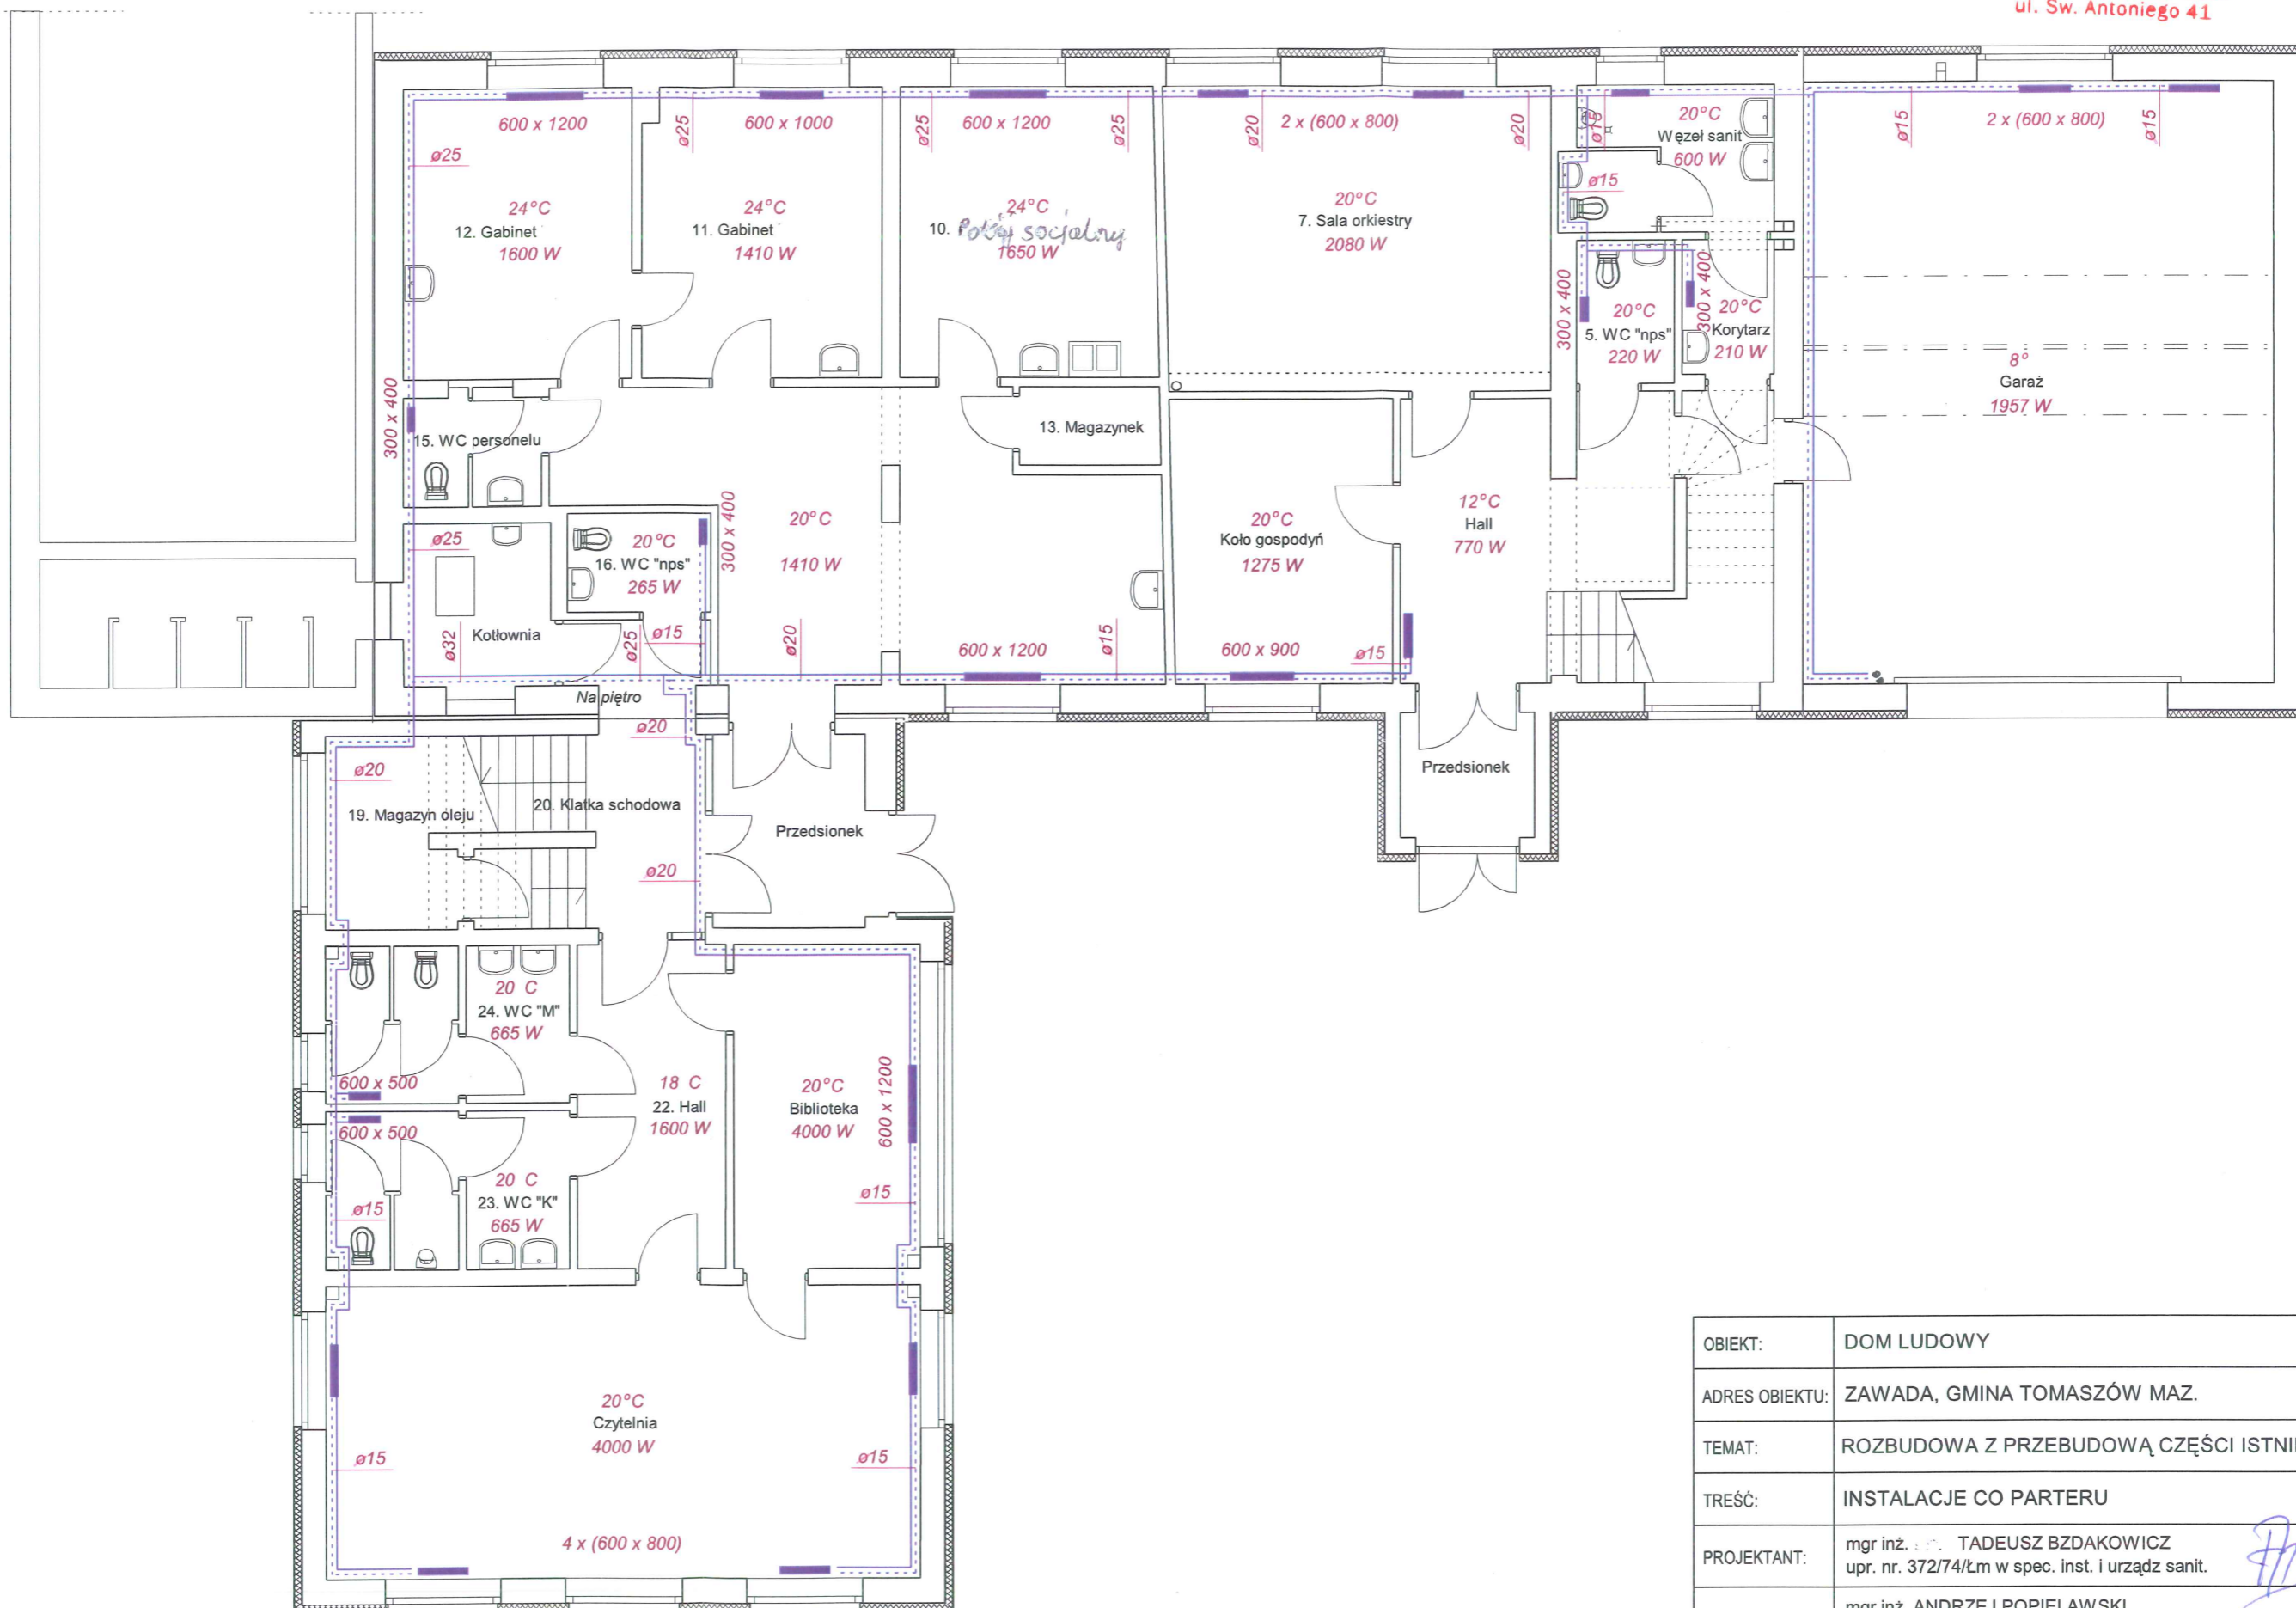 ul. Św. Antoniego 41
600 x 1200
ø25
24°C
12. Gabinet
1600 W
ø25
600 x 1000
24°C
11. Gabinet
1410 W
ø25
600 x 1200
ø25
24°C
10. Pokój socjalny
1650 W
ø20
2 x (600 x 800)
ø20
20°C
7. Sala orkiestry
2080 W
ø15
20°C
Węzeł sanit
600 W
ø15
ø15
2 x (600 x 800)
ø15
300 x 400
20°C
5. WC "nps"
220 W
300 x 400
20°C
Korytarz
210 W
8°
Garaż
1957 W
300 x 400
15. WC personelu
13. Magazynek
ø25
Kotłownia
ø32
20°C
16. WC "nps"
265 W
ø25
ø15
300 x 400
20°C
1410 W
ø20
600 x 1200
ø15
20°C
Koło gospodyń
1275 W
600 x 900
ø15
12°C
Hall
770 W
Na piętro
ø20
ø20
19. Magazyn oleju
20. Klatka schodowa
ø20
Przedsionek
Przedsionek
20 C
24. WC "M"
665 W
600 x 500
600 x 500
20 C
23. WC "K"
665 W
ø15
18 C
22. Hall
1600 W
20°C
Biblioteka
4000 W
600 x 1200
ø15
20°C
Czytelnia
4000 W
ø15
ø15
4 x (600 x 800)
OBIEKT: DOM LUDOWY
ADRES OBIEKTU: ZAWADA, GMINA TOMASZÓW MAZ.
TEMAT: ROZBUDOWA Z PRZEBUDOWĄ CZĘŚCI ISTNI
TREŚĆ: INSTALACJE CO PARTERU
PROJEKTANT: mgr inż. TADEUSZ BZDAKOWICZ
upr. nr. 372/74/Łm w spec. inst. i urządz sanit.
mgr inż. ANDRZEJ POPIEŁAWSKI